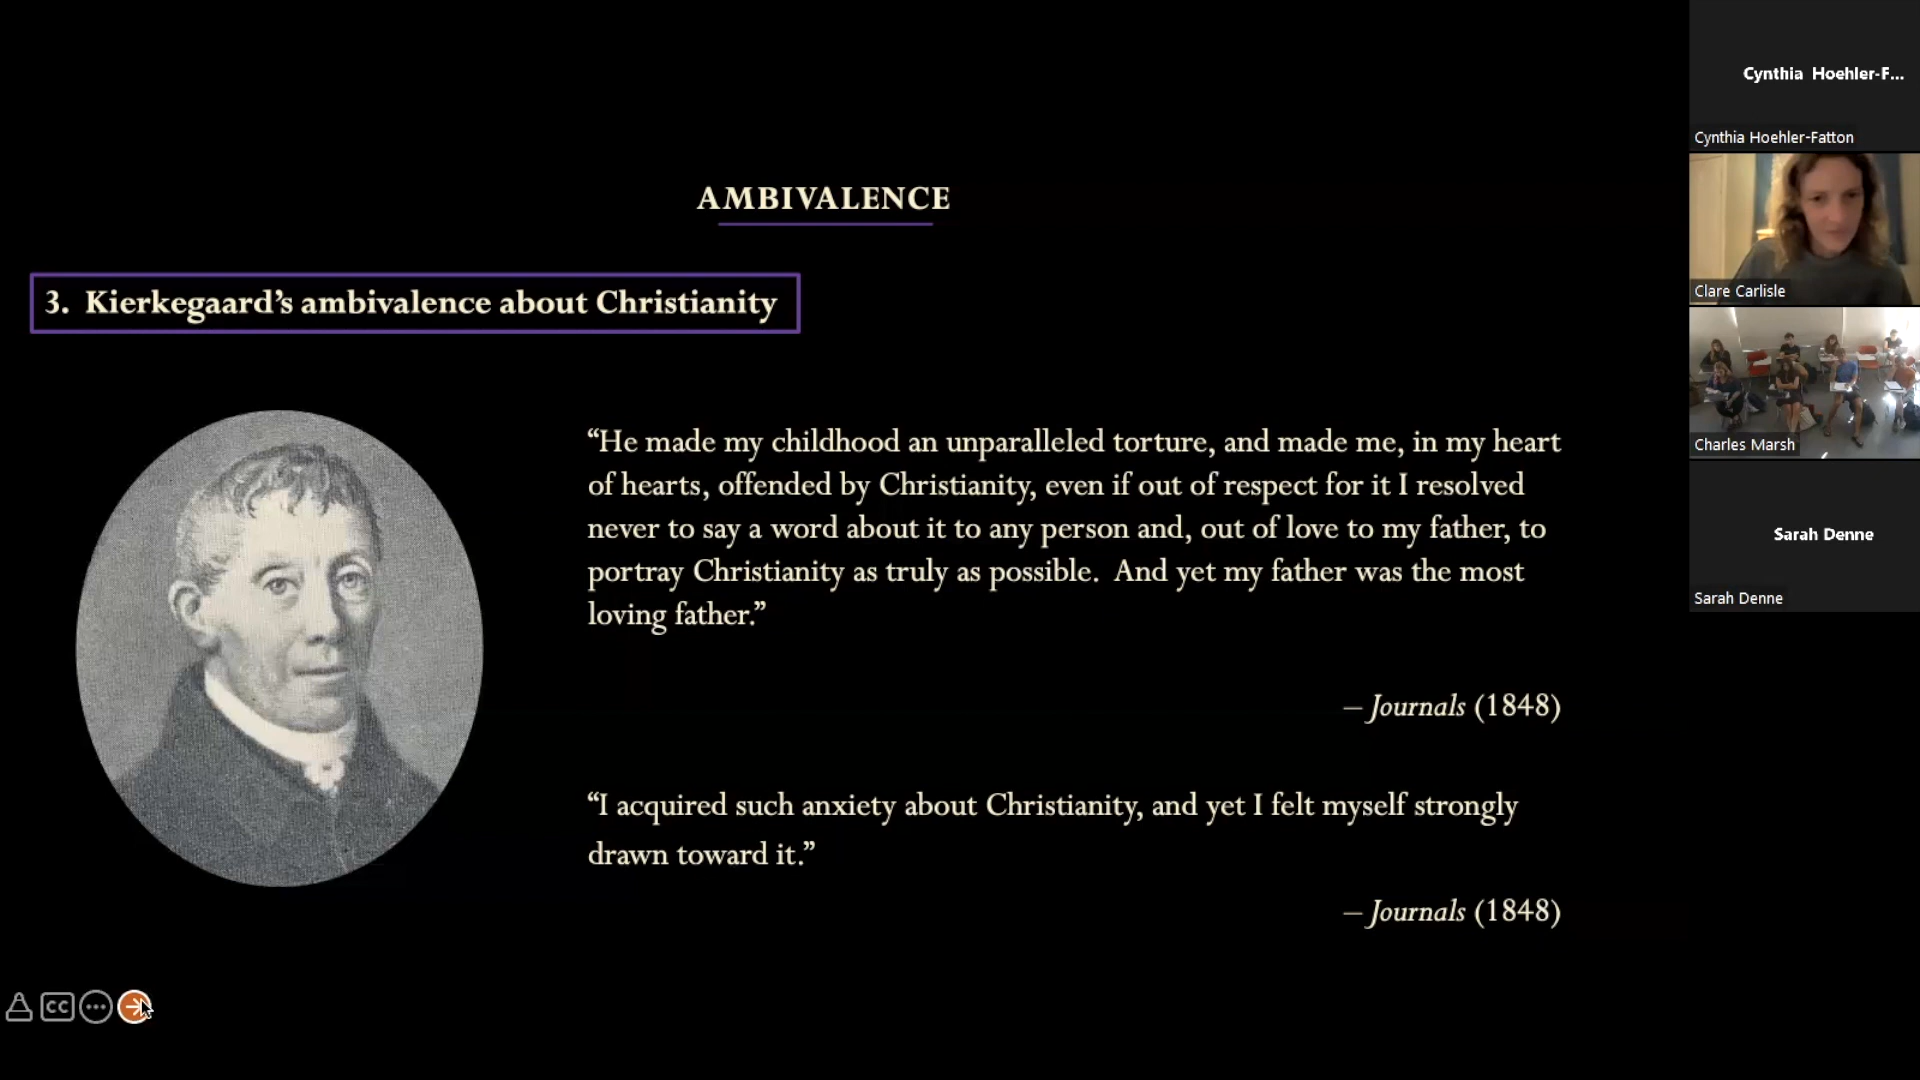 AMBIVALENCE
3. Kierkegaard’s ambivalence about Christianity
“He made my childhood an unparalleled torture, and made me, in my heart
of hearts, offended by Christianity, even if out of respect for it I resolved
never to say a word about it to any person and, out of love to my father, to
portray Christianity as truly as possible. And yet my father was the most
loving father.”
– Journals (1848)
“I acquired such anxiety about Christianity, and yet I felt myself strongly
drawn toward it.”
– Journals (1848)
CC
Cynthia Hoehler-F...
Cynthia Hoehler-Fatton
Clare Carlisle
Charles Marsh
Sarah Denne
Sarah Denne